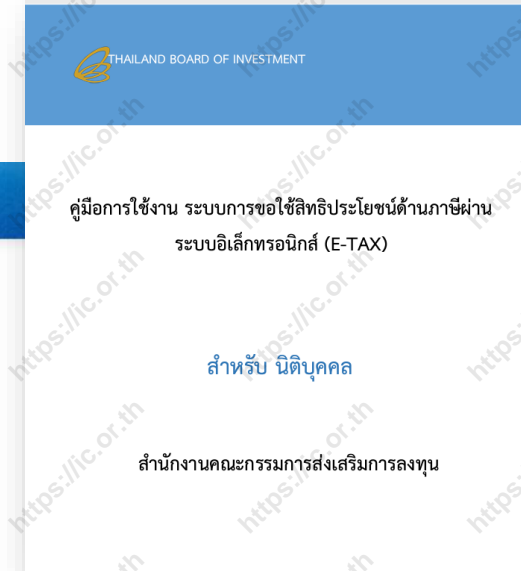 THAILAND BOARD OF INVESTMENT
คู่มือการใช้งาน ระบบการขอใช้สิทธิประโยชน์ด้านภาษีผ่าน
ระบบอิเล็กทรอนิกส์ (E-TAX)
สำหรับ นิติบุคคล
สำนักงานคณะกรรมการส่งเสริมการลงทุน
https://ic.or.th